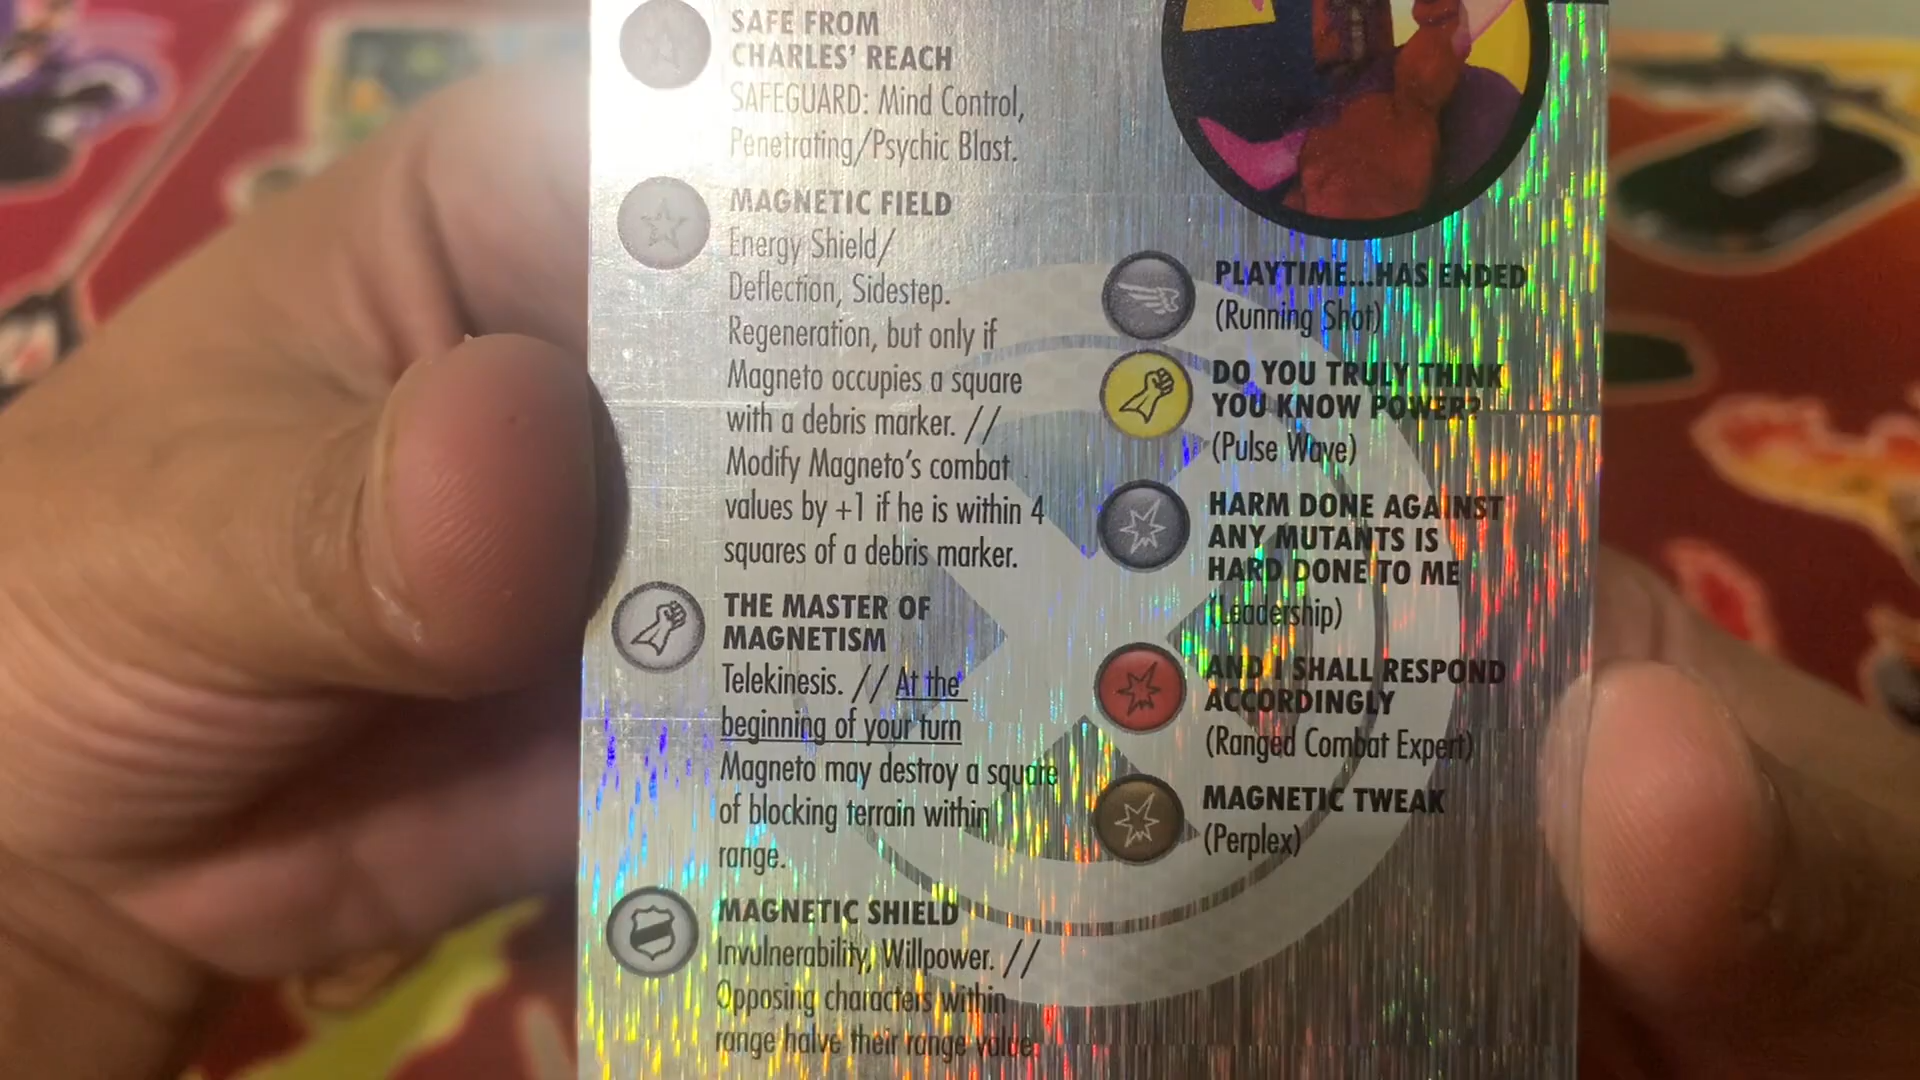 SAFE FROM
CHARLES' REACH
SAFEGUARD: Mind Control,
Penetrating/Psychic Blast.
MAGNETIC FIELD
Energy Shield/
Deflection, Sidestep.
Regeneration, but only if
Magneto occupies a square
with a debris marker. //
Modify Magneto's combat
values by +1 if he is within 4
squares of a debris marker.
THE MASTER OF
MAGNETISM
Telekinesis. // At the
beginning of your turn
Magneto may destroy a square
of blocking terrain within
range.
MAGNETIC SHIELD
Invulnerability, Willpower. //
Opposing characters within
range halve their range value.
PLAYTIME...HAS ENDED
(Running Shot)
DO YOU TRULY THINK
YOU KNOW POWER?
(Pulse Wave)
HARM DONE AGAINST
ANY MUTANTS IS
HARD DONE TO ME
(Leadership)
AND I SHALL RESPOND
ACCORDINGLY
(Ranged Combat Expert)
MAGNETIC TWEAK
(Perplex)